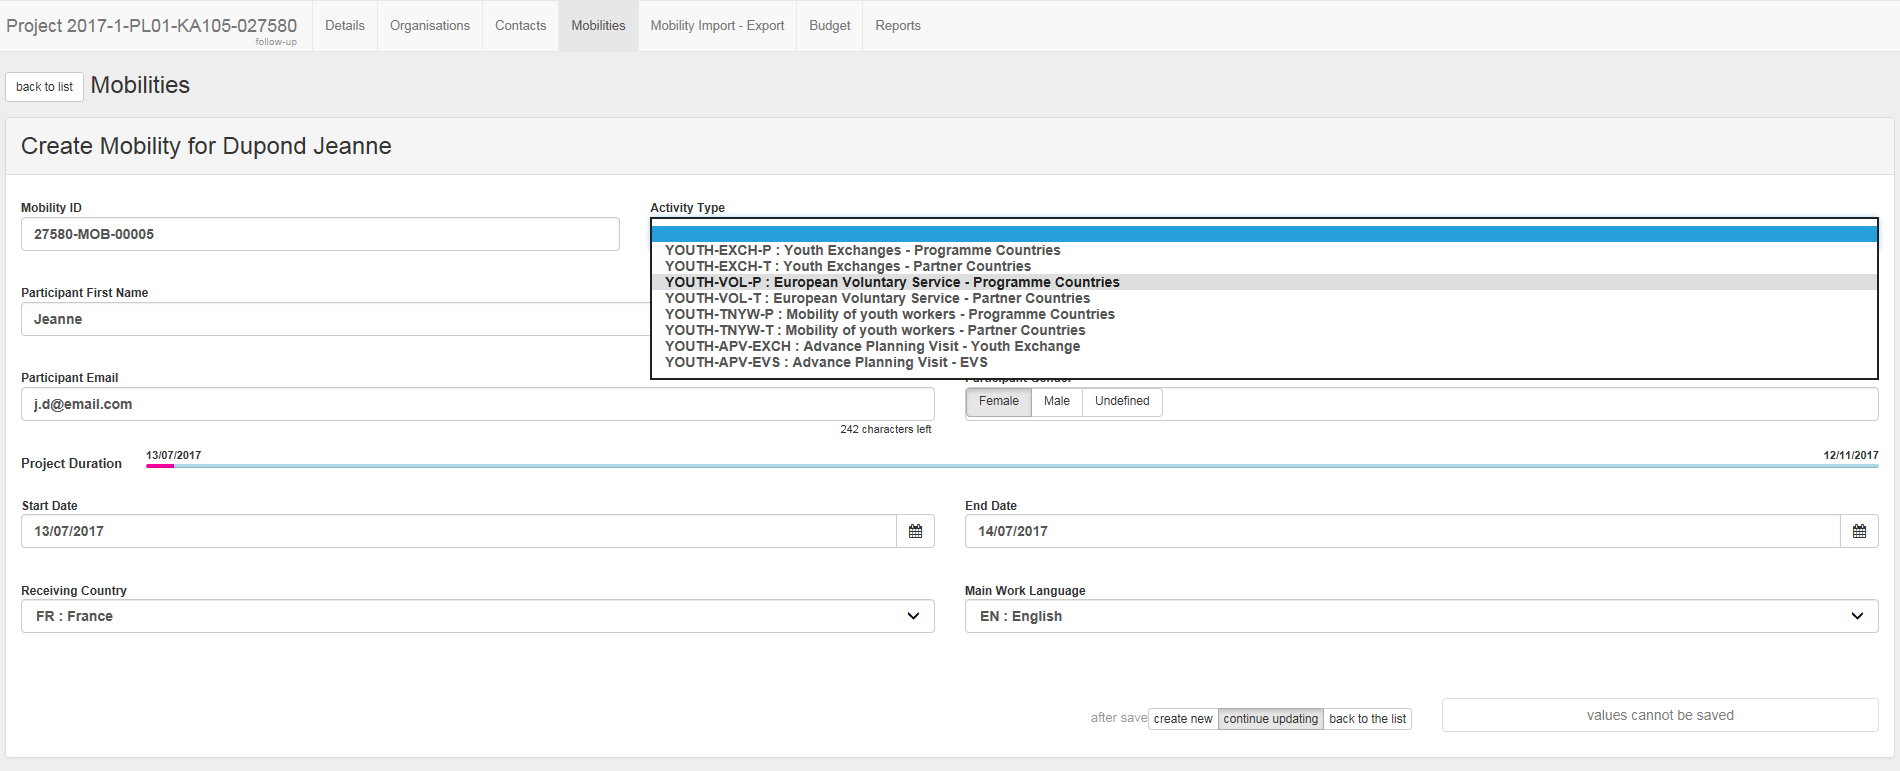 Project 2017-1-PL01-KA105-027580
follow-up
Details
Organisations
Contacts
Mobilities
Mobility Import - Export
Budget
Reports
back to list
Mobilities
Create Mobility for Dupond Jeanne
Mobility ID
27580-MOB-00005
Activity Type
YOUTH-EXCH-P : Youth Exchanges - Programme Countries
YOUTH-EXCH-T : Youth Exchanges - Partner Countries
YOUTH-VOL-P : European Voluntary Service - Programme Countries
YOUTH-VOL-T : European Voluntary Service - Partner Countries
YOUTH-TNYW-P : Mobility of youth workers - Programme Countries
YOUTH-TNYW-T : Mobility of youth workers - Partner Countries
YOUTH-APV-EXCH : Advance Planning Visit - Youth Exchange
YOUTH-APV-EVS : Advance Planning Visit - EVS
Participant First Name
Jeanne
Participant Email
j.d@email.com
242 characters left
Participant Gender
Female
Male
Undefined
Project Duration
13/07/2017
12/11/2017
Start Date
13/07/2017
End Date
14/07/2017
Receiving Country
FR : France
Main Work Language
EN : English
after save
create new
continue updating
back to the list
values cannot be saved